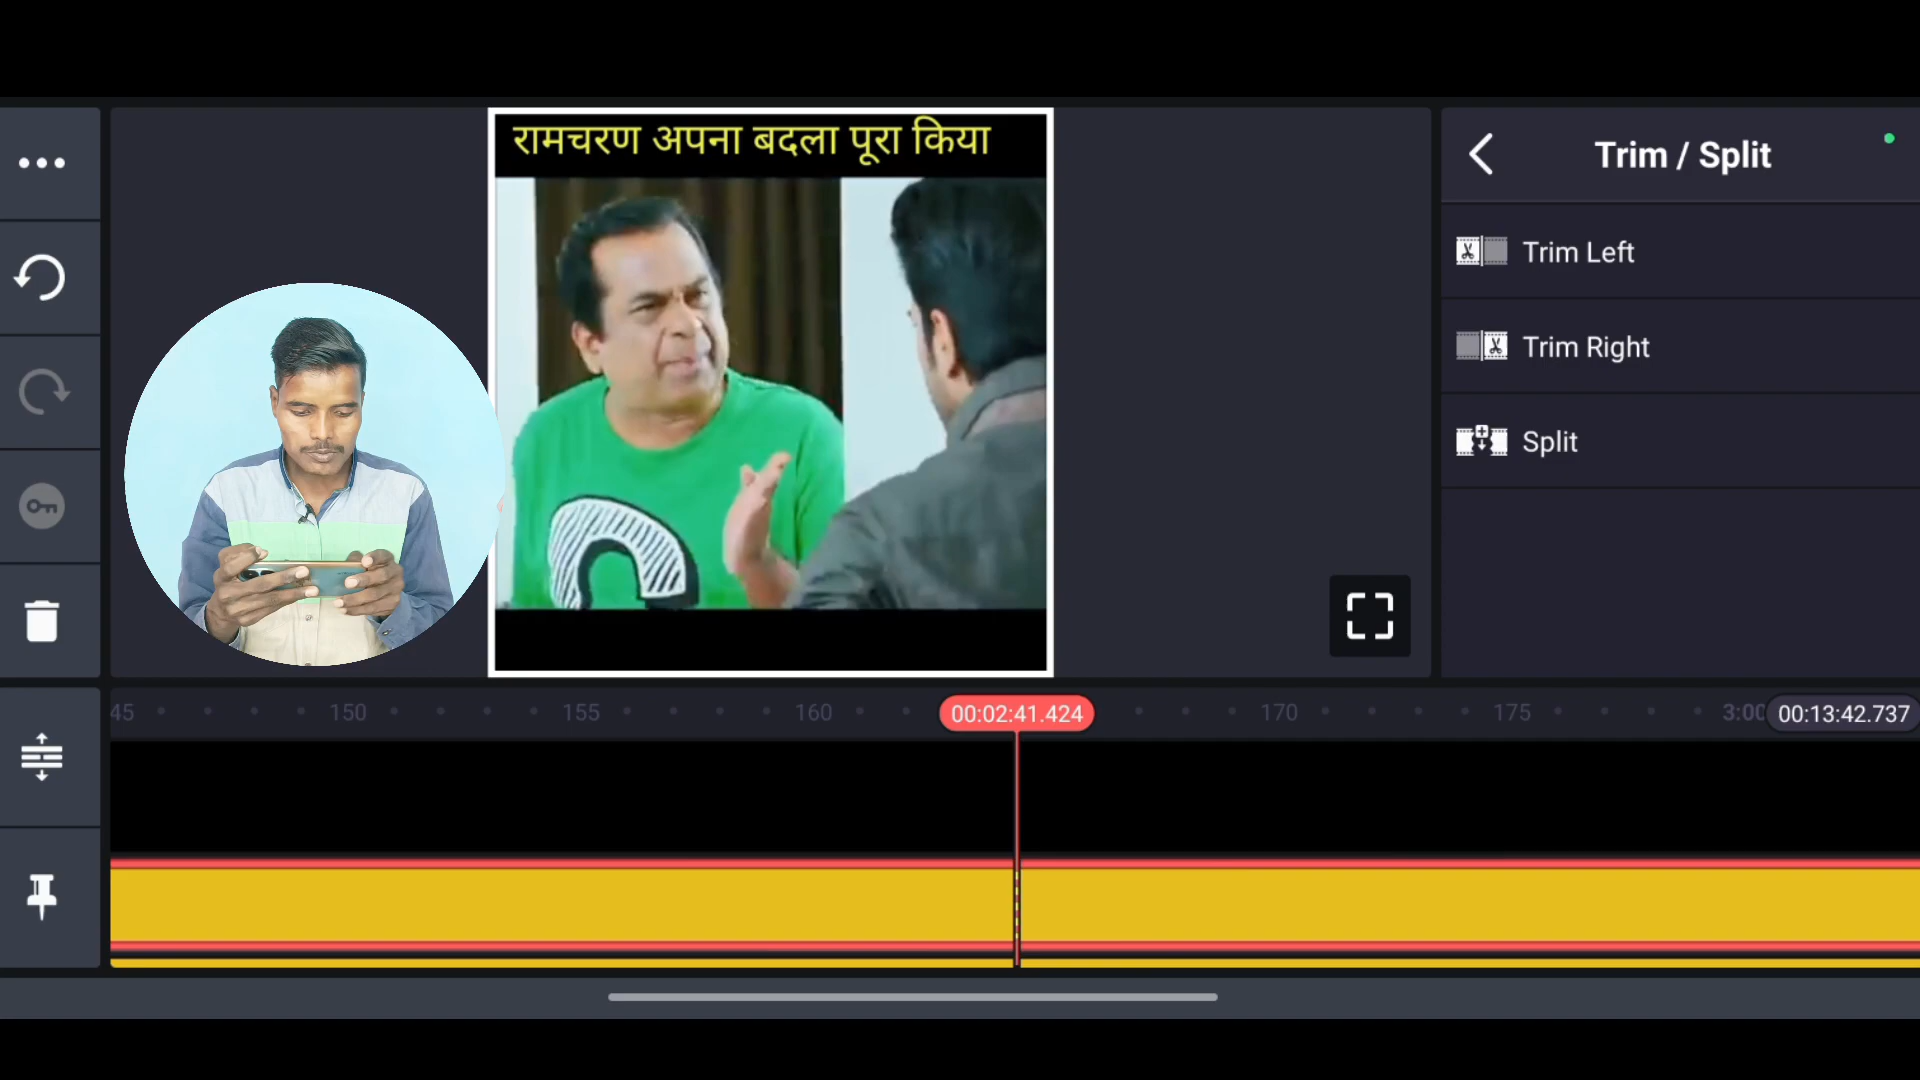 रामचरण अपना बदला पूरा किया
Trim / Split
Trim Left
Trim Right
Split
45
150
155
160
00:02:41.424
170
175
3:00
00:13:42.737